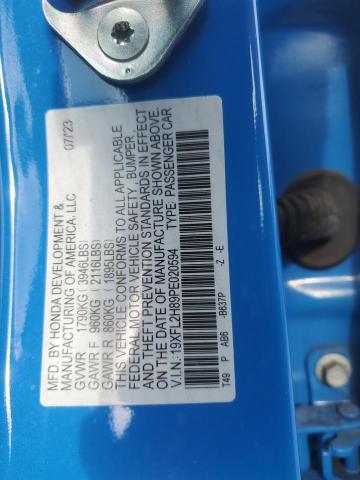 MFD. BY HONDA DEVELOPMENT & 07/23
MANUFACTURING OF AMERICA, LLC
GVWR 1790KG( 3946LBS)
GAWR F 960KG ( 2116LBS)
GAWR R 860KG ( 1895LBS)
THIS VEHICLE CONFORMS TO ALL APPLICABLE
FEDERAL MOTOR VEHICLE SAFETY, BUMPER,
AND THEFT PREVENTION STANDARDS IN EFFECT
ON THE DATE OF MANUFACTURE SHOWN ABOVE.
V.I.N.:19XFL2H89PE020594 TYPE: PASSENGER CAR
T49 P AB6 -B637P -Z -E